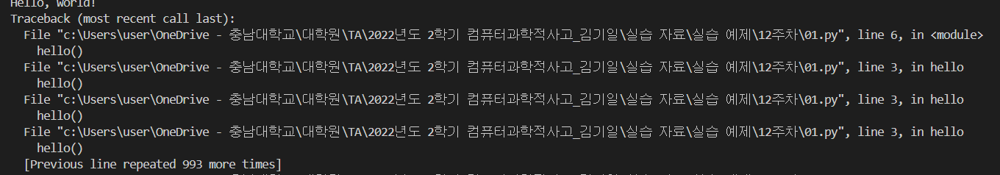 Hello, world!
Traceback (most recent call last):
  File "c:\Users\user\OneDrive - 충남대학교\대학원\TA\2022년도 2학기 컴퓨터과학적사고_김기일\실습 자료\실습 예제\12주차\01.py", line 6, in <module>
    hello()
  File "c:\Users\user\OneDrive - 충남대학교\대학원\TA\2022년도 2학기 컴퓨터과학적사고_김기일\실습 자료\실습 예제\12주차\01.py", line 3, in hello
    hello()
  File "c:\Users\user\OneDrive - 충남대학교\대학원\TA\2022년도 2학기 컴퓨터과학적사고_김기일\실습 자료\실습 예제\12주차\01.py", line 3, in hello
    hello()
  File "c:\Users\user\OneDrive - 충남대학교\대학원\TA\2022년도 2학기 컴퓨터과학적사고_김기일\실습 자료\실습 예제\12주차\01.py", line 3, in hello
    hello()
  [Previous line repeated 993 more times]